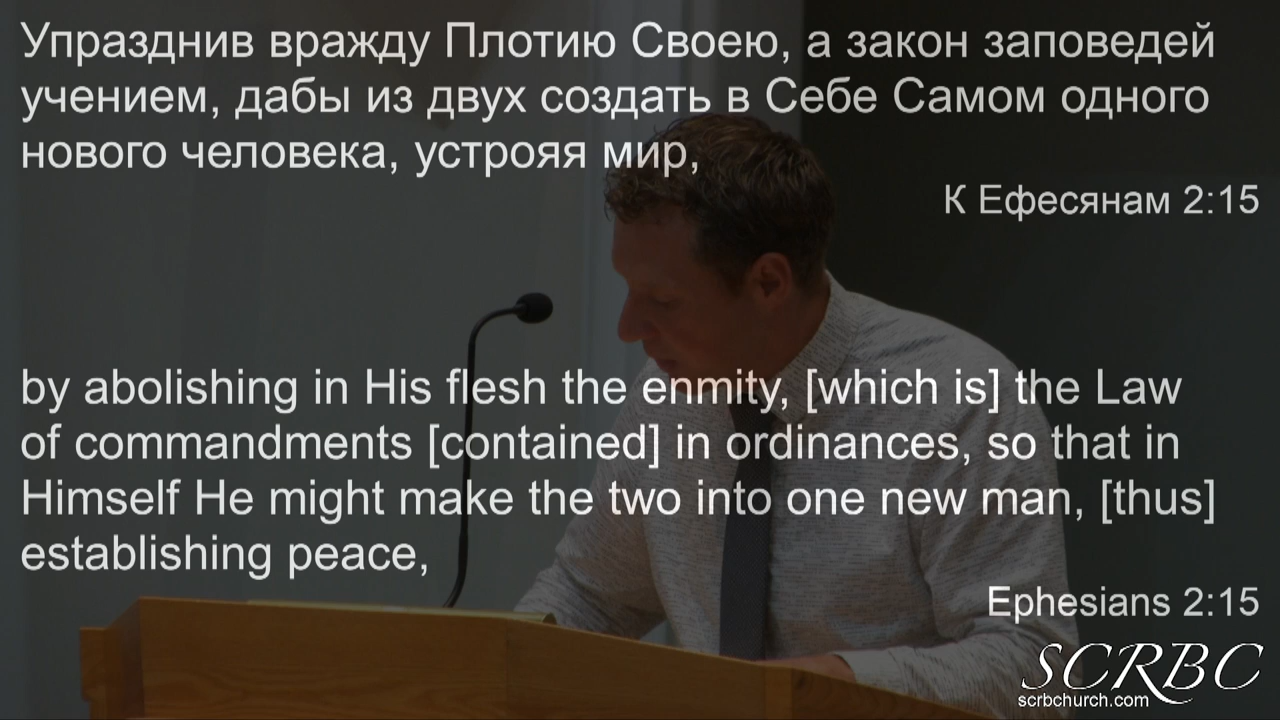 Упразднив вражду Плотию Своею, а закон заповедей
учением, дабы из двух создать в Себе Самом одного
нового человека, устрояя мир,
К Ефесянам 2:15
by abolishing in His flesh the enmity, [which is] the Law
of commandments [contained] in ordinances, so that in
Himself He might make the two into one new man, [thus]
establishing peace,
Ephesians 2:15
SCRBC
scrbchurch.com